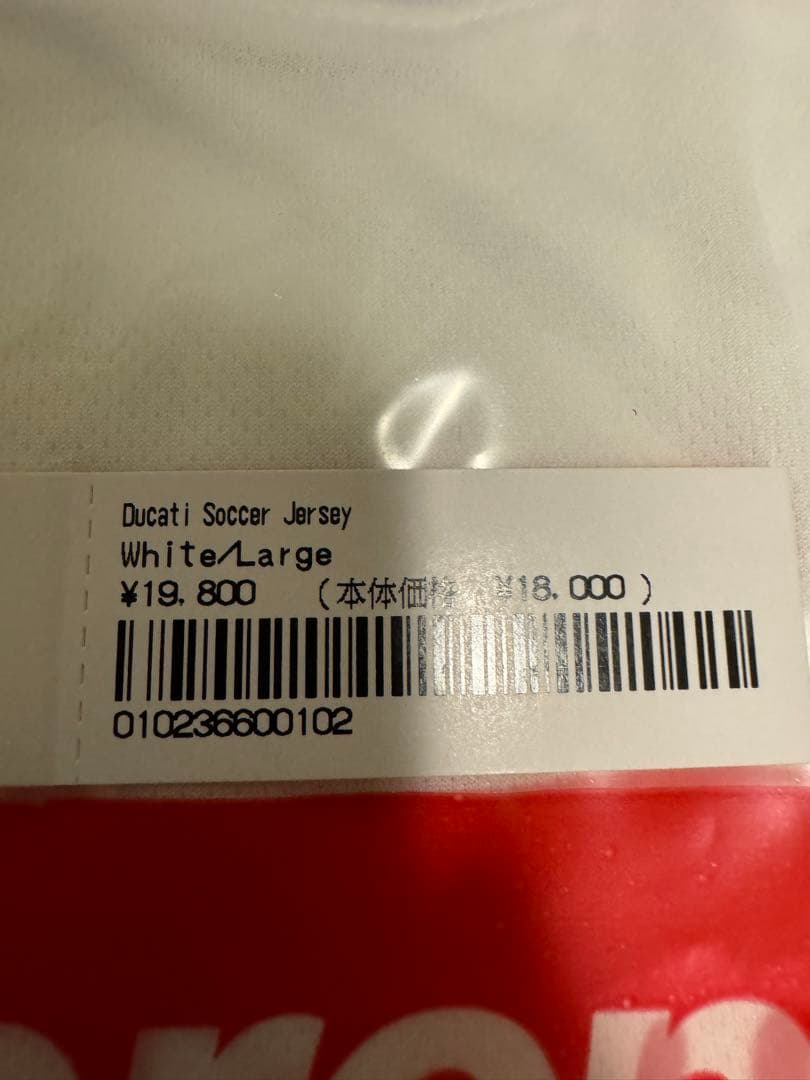 Ducati Soccer Jersey
White/Large
¥19,800 (本体価格 ¥18,000)
010236600102